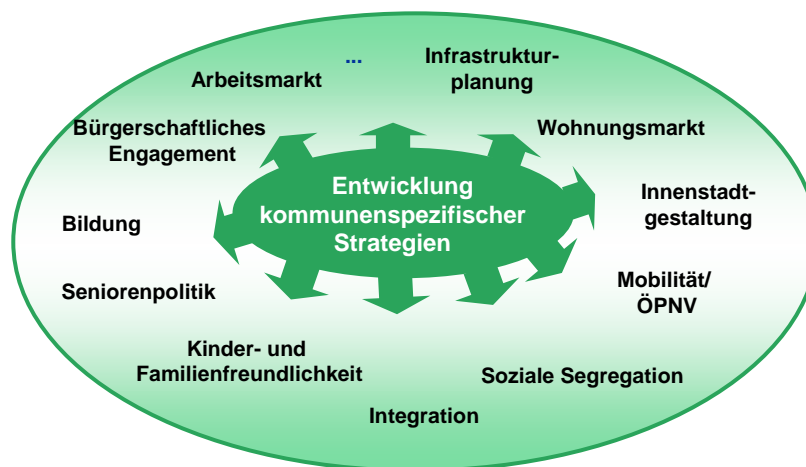 ...
Infrastruktur-
planung
Arbeitsmarkt
Bürgerschaftliches
Engagement
Wohnungsmarkt
Entwicklung
kommunenspezifischer
Strategien
Innenstadt-
gestaltung
Bildung
Seniorenpolitik
Mobilität/
ÖPNV
Kinder- und
Familienfreundlichkeit
Soziale Segregation
Integration